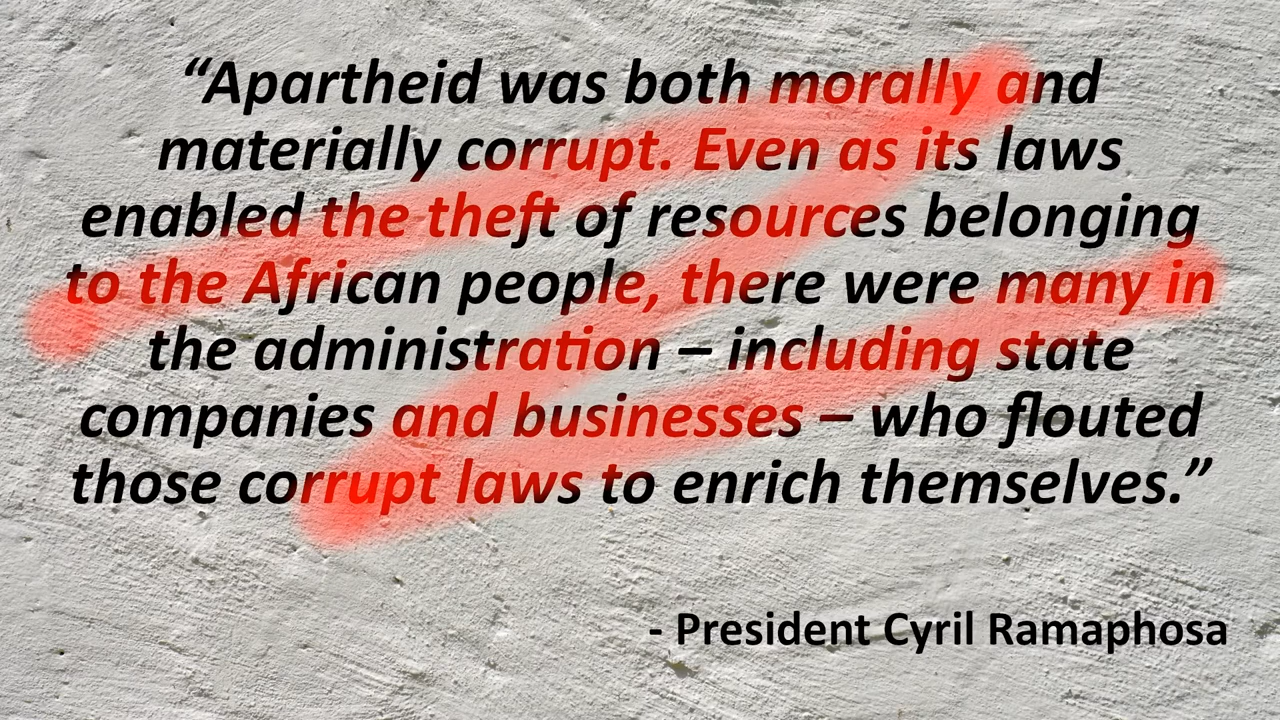 “Apartheid was both morally and
materially corrupt. Even as its laws
enabled the theft of resources belonging
to the African people, there were many in
the administration – including state
companies and businesses – who flouted
those corrupt laws to enrich themselves.”
- President Cyril Ramaphosa